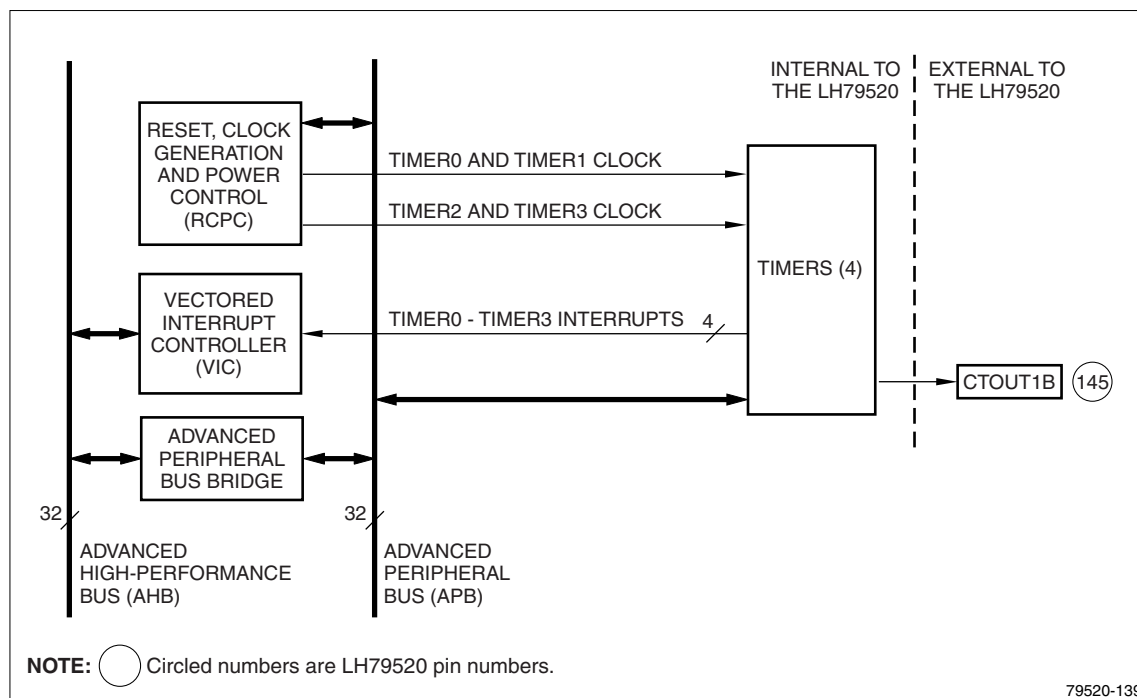 INTERNAL TO
THE LH79520
EXTERNAL TO
THE LH79520
RESET, CLOCK
GENERATION
AND POWER
CONTROL
(RCPC)
TIMER0 AND TIMER1 CLOCK
TIMER2 AND TIMER3 CLOCK
TIMERS (4)
VECTORED
INTERRUPT
CONTROLLER
(VIC)
TIMER0 - TIMER3 INTERRUPTS
4
CTOUT1B
145
ADVANCED
PERIPHERAL
BUS BRIDGE
32
32
ADVANCED
HIGH-PERFORMANCE
BUS (AHB)
ADVANCED
PERIPHERAL
BUS (APB)
NOTE: Circled numbers are LH79520 pin numbers.
79520-139